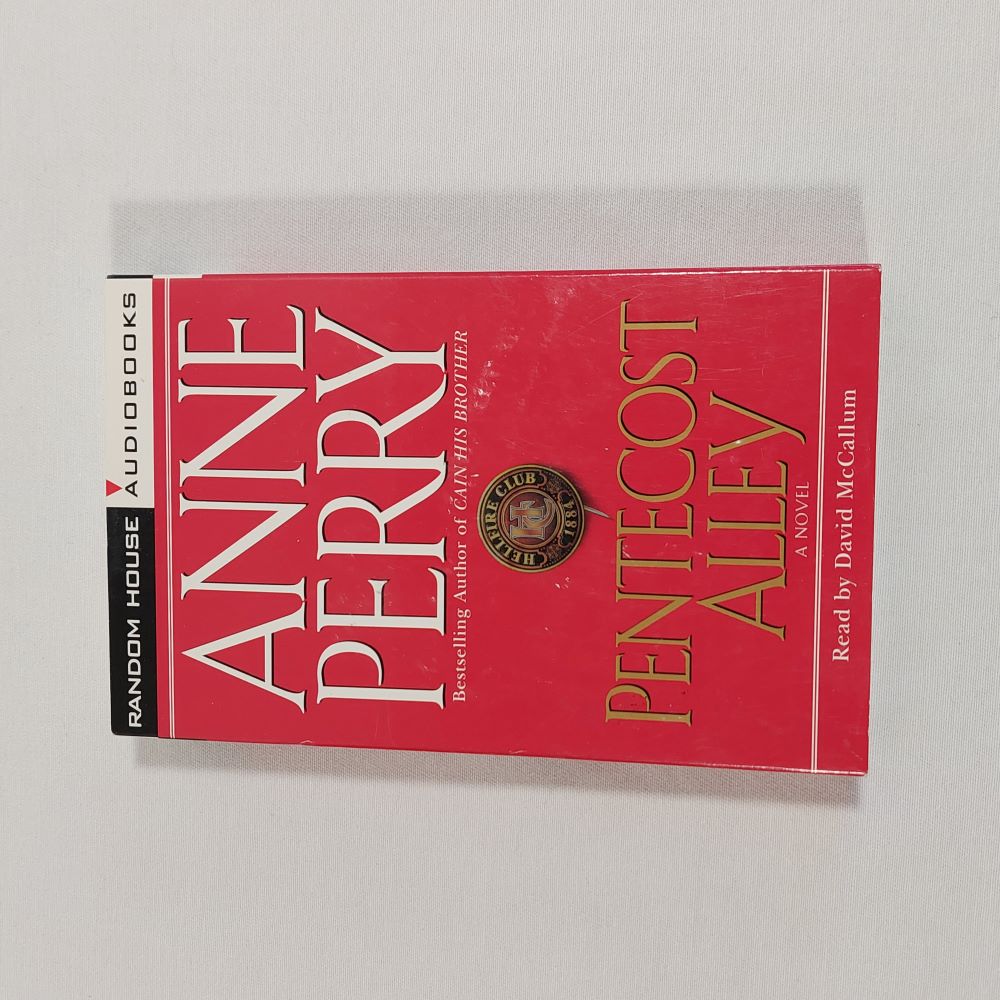 RANDOM HOUSE AUDIOBOOKS
ANNE
PERRY
Bestselling Author of CAIN HIS BROTHER
HELLFIRE CLUB
1884
PENTECOST
ALLEY
A NOVEL
Read by David McCallum